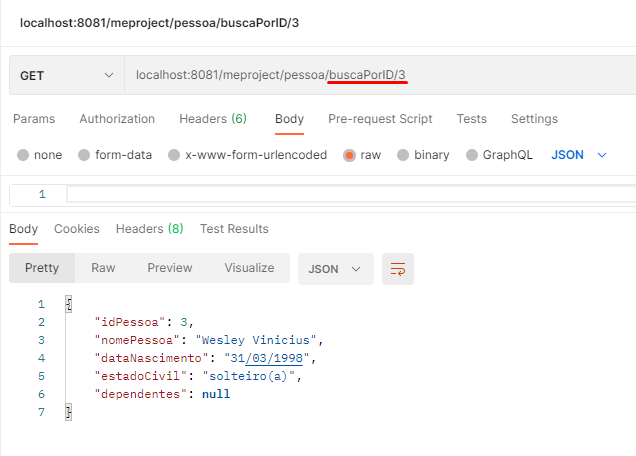 localhost:8081/meproject/pessoa/buscaPorID/3
GET localhost:8081/meproject/pessoa/buscaPorID/3
Params Authorization Headers (6) Body Pre-request Script Tests Settings
none form-data x-www-form-urlencoded raw binary GraphQL JSON
1
Body Cookies Headers (8) Test Results
Pretty Raw Preview Visualize JSON
1 {
2 "idPessoa": 3,
3 "nomePessoa": "Wesley Vinicius",
4 "dataNascimento": "31/03/1998",
5 "estadoCivil": "solteiro(a)",
6 "dependentes": null
7 }